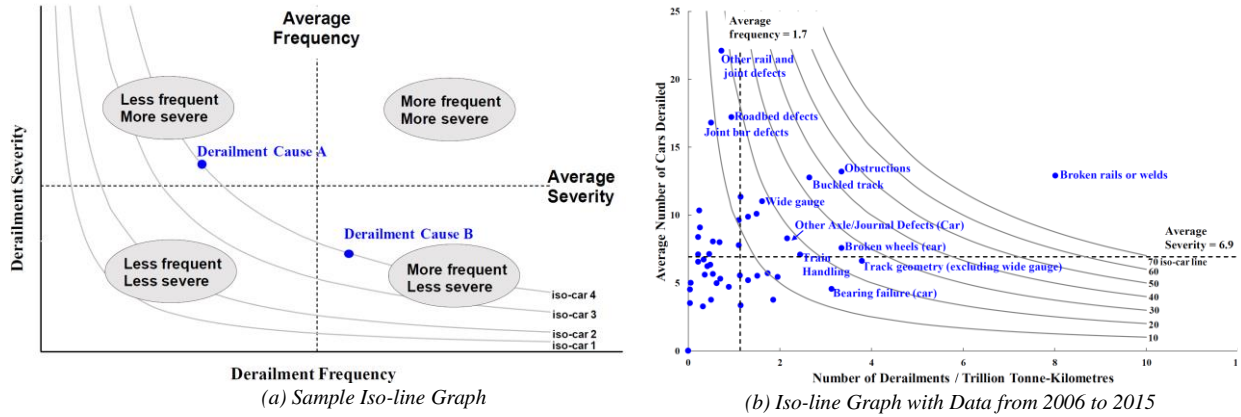 Average
Frequency
Less frequent
More severe
More frequent
More severe
Derailment Cause A
Average
Severity
Derailment Cause B
Less frequent
Less severe
More frequent
Less severe
iso-car 4
iso-car 3
iso-car 2
iso-car 1
Derailment Severity
Derailment Frequency
(a) Sample Iso-line Graph
25
20
15
10
5
0
Average Number of Cars Derailed
Average
frequency = 1.7
Other rail and
joint defects
Roadbed defects
Joint bar defects
Obstructions
Buckled track
Broken rails or welds
Wide gauge
Other Axle/Journal Defects (Car)
Broken wheels (car)
Train
Handling
Track geometry (excluding wide gauge)
Bearing failure (car)
Average
Severity = 6.9
70 iso-car line
60
50
40
30
20
10
0
2
4
6
8
10
12
14
Number of Derailments / Trillion Tonne-Kilometres
(b) Iso-line Graph with Data from 2006 to 2015